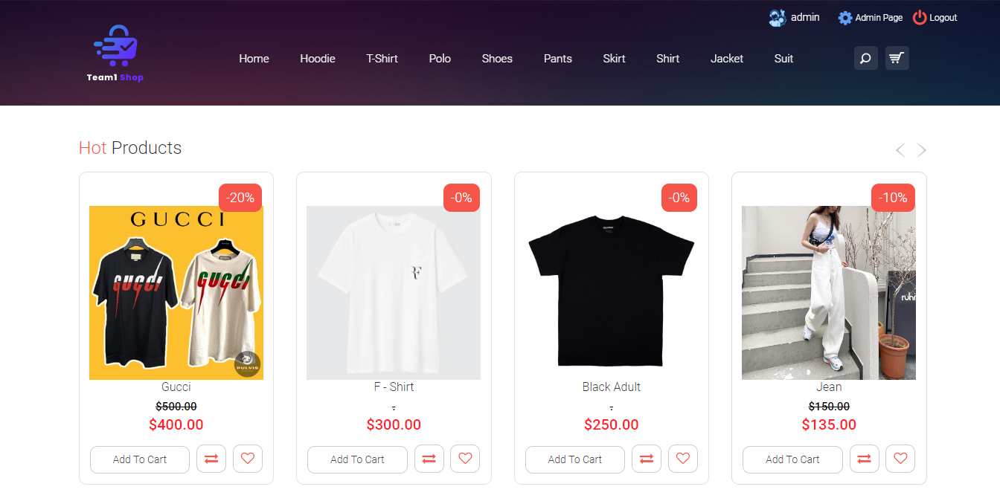 admin
Admin Page
Logout
Team1 Shop
Home
Hoodie
T-Shirt
Polo
Shoes
Pants
Skirt
Shirt
Jacket
Suit
Hot Products
-20%
GUCCI
GUCCI
GUCCI
PULVIS
Gucci
$500.00
$400.00
Add To Cart
-0%
F - Shirt
-
$300.00
Add To Cart
-0%
Black Adult
-
$250.00
Add To Cart
-10%
Jean
$150.00
$135.00
Add To Cart